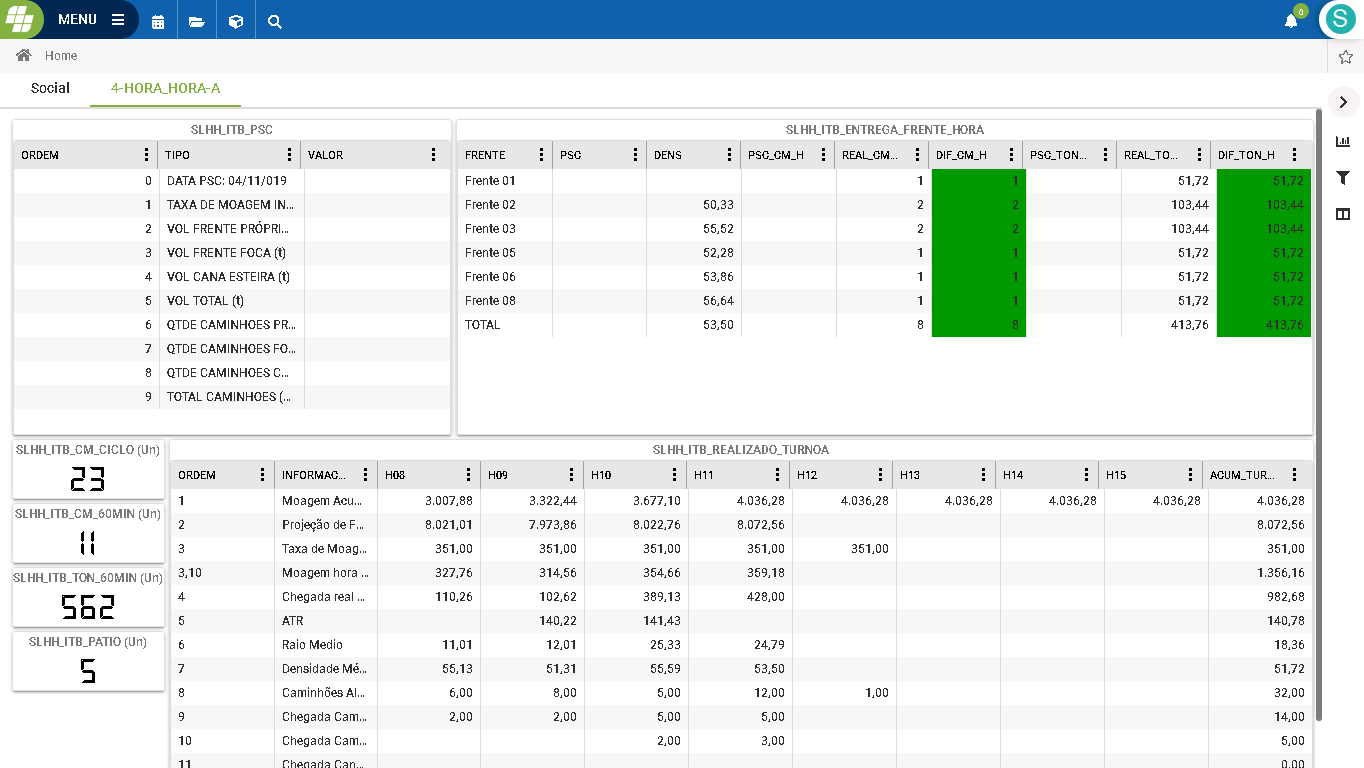 MENU
0
S
Home
Social 4-HORA_HORA-A
SLHH_ITB_PSC
ORDEM TIPO VALOR
0 DATA PSC: 04/11/019
1 TAXA DE MOAGEM IN...
2 VOL FRENTE PRÓPRI...
3 VOL FRENTE FOCA (t)
4 VOL CANA ESTEIRA (t)
5 VOL TOTAL (t)
6 QTDE CAMINHOES PR...
7 QTDE CAMINHOES FO...
8 QTDE CAMINHOES C...
9 TOTAL CAMINHOES (...
SLHH_ITB_ENTREGA_FRENTE_HORA
FRENTE PSC DENS PSC_CM_H REAL_CM... DIF_CM_H PSC_TON... REAL_TO... DIF_TON_H
Frente 01 1 1 51,72 51,72
Frente 02 50,33 2 2 103,44 103,44
Frente 03 55,52 2 2 103,44 103,44
Frente 05 52,28 1 1 51,72 51,72
Frente 06 53,86 1 1 51,72 51,72
Frente 08 56,64 1 1 51,72 51,72
TOTAL 53,50 8 8 413,76 413,76
SLHH_ITB_CM_CICLO (Un)
23
SLHH_ITB_CM_60MIN (Un)
11
SLHH_ITB_TON_60MIN (Un)
562
SLHH_ITB_PATIO (Un)
5
SLHH_ITB_REALIZADO_TURNOA
ORDEM INFORMAC... H08 H09 H10 H11 H12 H13 H14 H15 ACUM_TUR...
1 Moagem Acu... 3.007,88 3.322,44 3.677,10 4.036,28 4.036,28 4.036,28 4.036,28 4.036,28 4.036,28
2 Projeção de F... 8.021,01 7.973,86 8.022,76 8.072,56 8.072,56
3 Taxa de Moag... 351,00 351,00 351,00 351,00 351,00 351,00
3,10 Moagem hora ... 327,76 314,56 354,66 359,18 1.356,16
4 Chegada real ... 110,26 102,62 389,13 428,00 982,68
5 ATR 140,22 141,43 140,78
6 Raio Medio 11,01 12,01 25,33 24,79 18,36
7 Densidade Mé... 55,13 51,31 55,59 53,50 51,72
8 Caminhões Al... 6,00 8,00 5,00 12,00 1,00 32,00
9 Chegada Cam... 2,00 2,00 5,00 5,00 14,00
10 Chegada Cam... 2,00 3,00 5,00
11 Chegada Can... 0,00